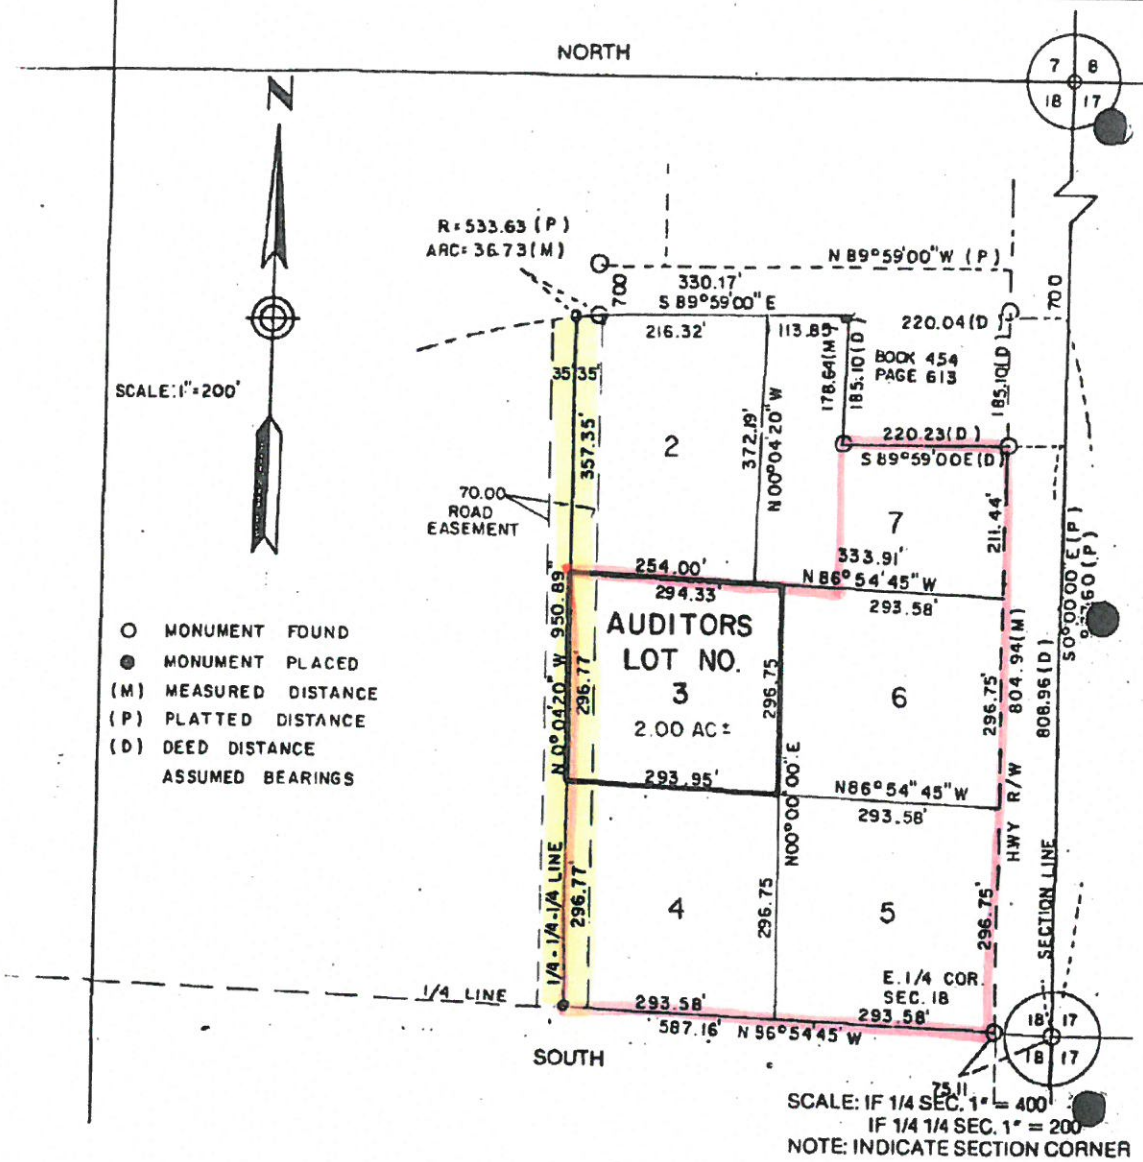 NORTH
7 8
18 17
N
R=533.63 (P)
ARC=36.73(M)
N 89°59'00" W (P)
700
330.17'
S 89°59'00" E
216.32'
113.85'
220.04(D)
700
SCALE: 1"=200'
35' 35'
178.64(M)
185.10(D)
BOOK 454
PAGE 613
185.10(D)
357.35'
2
372.19'
N00°04'20" W
220.23(D)
S 89°59'00E(D)
70.00
ROAD
EASEMENT
7
211.44'
S0°00'00"E(P)
333.91'
254.00'
N 86°54'45"W
294.33'
293.58'
MONUMENT FOUND
MONUMENT PLACED
(M) MEASURED DISTANCE
(P) PLATTED DISTANCE
(D) DEED DISTANCE
ASSUMED BEARINGS
N 0°04'20" W 950.89"
296.77'
AUDITORS
LOT NO.
3
2.00 AC±
296.75
6
296.75'
804.94(M)
808.96(D)
HWY R/W
293.95'
N86°54"45"W
293.58'
N00°00'00".E
1/4-1/4-1/4 LINE
296.77'
4
296.75
5
296.75'
SECTION LINE
1/4 LINE
E. 1/4 COR.
SEC. 18
293.58'
293.58'
587.16' N 96°54'45' W
18 17
18 17
SOUTH
75.11
SCALE: IF 1/4 SEC. 1" = 400
IF 1/4 1/4 SEC. 1" = 200
NOTE: INDICATE SECTION CORNER